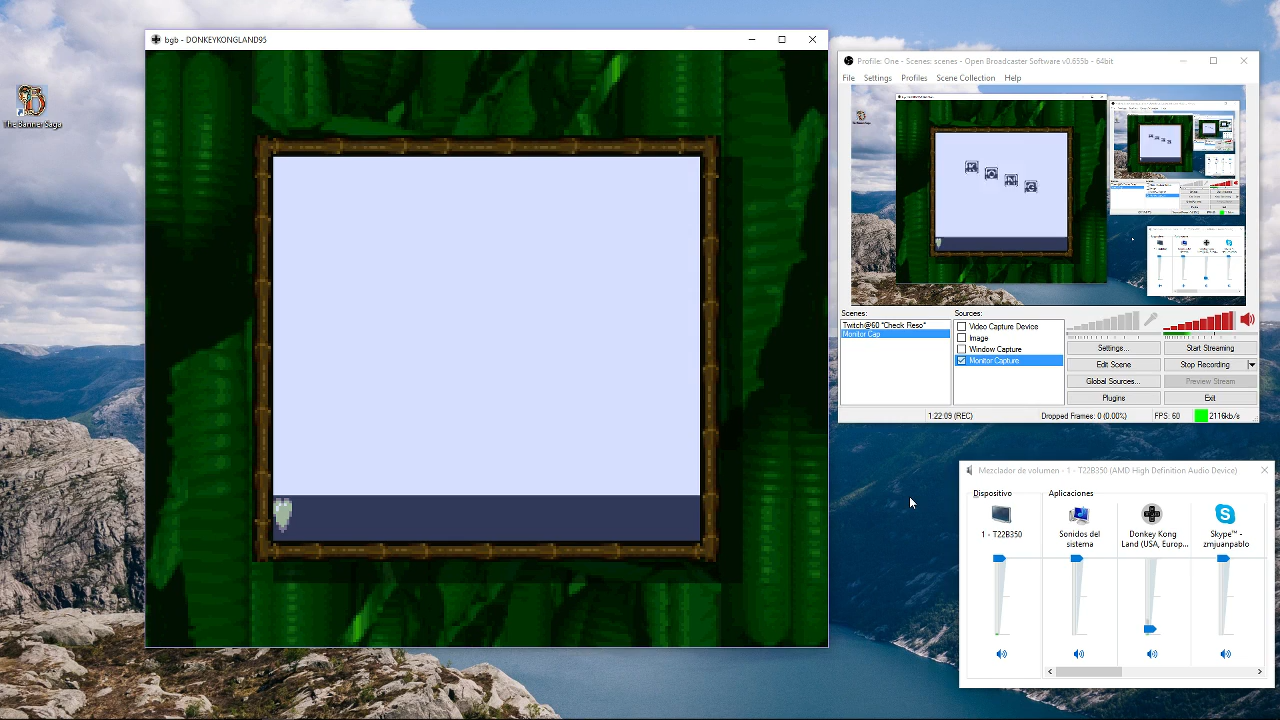 The Banner Saga
bgb - DONKEYKONGLAND95
Profile: One - Scenes: scenes - Open Broadcaster Software v0.655b - 64bit
File Settings Profiles Scene Collection Help
K
O
N
G
Scenes:
Twitch@60 "Check Reso"
Monitor Cap
Sources:
Video Capture Device
Image
Window Capture
Monitor Capture
Settings...
Start Streaming
Edit Scene
Stop Recording
Global Sources...
Preview Stream
Plugins
Exit
1:22:09 (REC)
Dropped Frames: 0 (0.00%)
FPS: 60
2116kb/s
Mezclador de volumen - 1 - T22B350 (AMD High Definition Audio Device)
Dispositivo
Aplicaciones
1 - T22B350
Sonidos del
sistema
Donkey Kong
Land (USA, Europ...
Skype™ -
zmjuanpablo